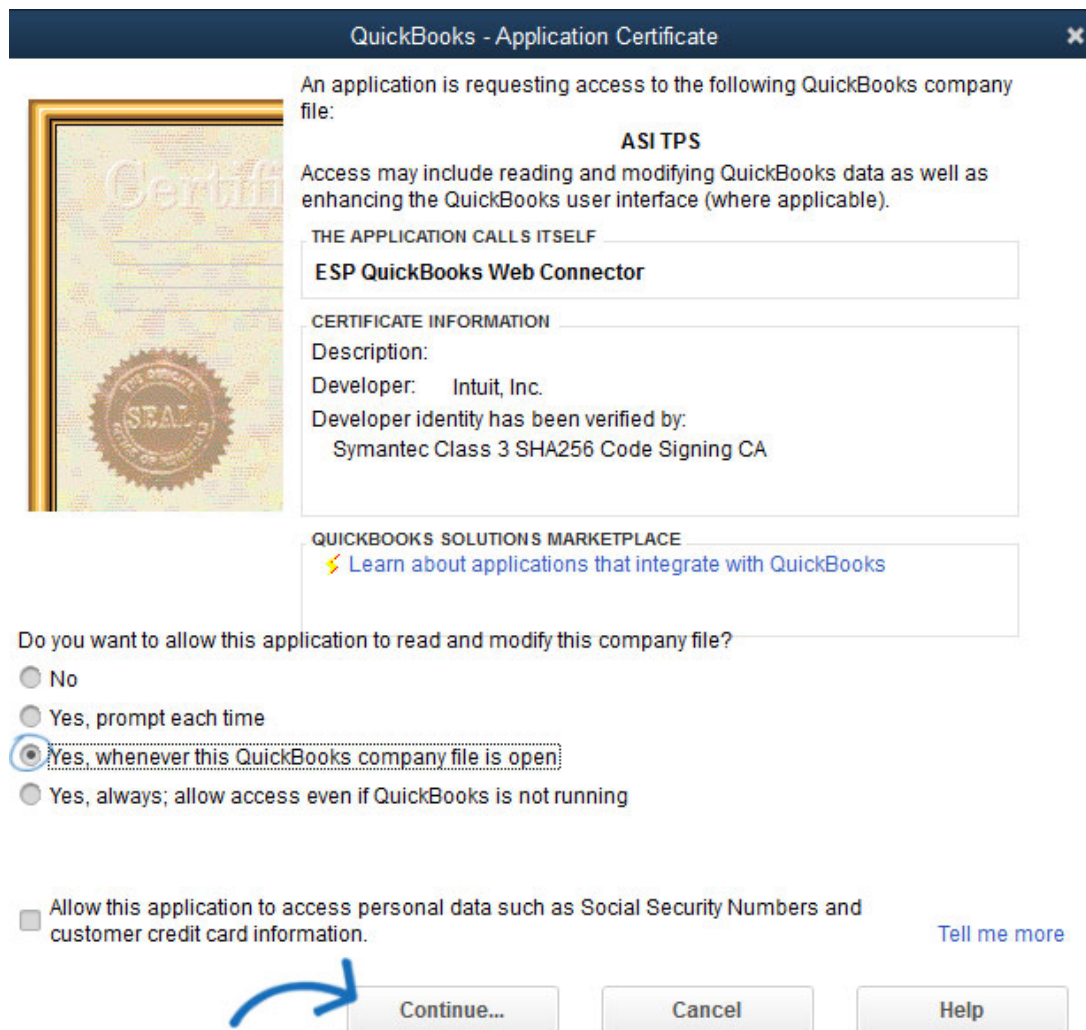 QuickBooks - Application Certificate
An application is requesting access to the following QuickBooks company
file:
ASI TPS
Access may include reading and modifying QuickBooks data as well as
enhancing the QuickBooks user interface (where applicable).
THE APPLICATION CALLS ITSELF
ESP QuickBooks Web Connector
CERTIFICATE INFORMATION
Description:
Developer: Intuit, Inc.
Developer identity has been verified by:
Symantec Class 3 SHA256 Code Signing CA
QUICKBOOKS SOLUTIONS MARKETPLACE
Learn about applications that integrate with QuickBooks
Certifi
SEAL
Do you want to allow this application to read and modify this company file?
No
Yes, prompt each time
Yes, whenever this QuickBooks company file is open
Yes, always; allow access even if QuickBooks is not running
Allow this application to access personal data such as Social Security Numbers and
customer credit card information.
Tell me more
Continue...
Cancel
Help